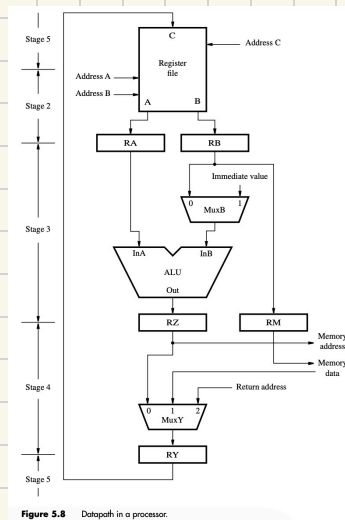 Stage 5
C
Address C
Register
file
Address A
Address B
A
B
Stage 2
RA
RB
Immediate value
0
1
MuxB
Stage 3
InA
InB
ALU
Out
RZ
RM
Memory
address
Memory
data
Return address
Stage 4
0
1
2
MuxY
RY
Stage 5
Figure 5.8 Datapath in a processor.